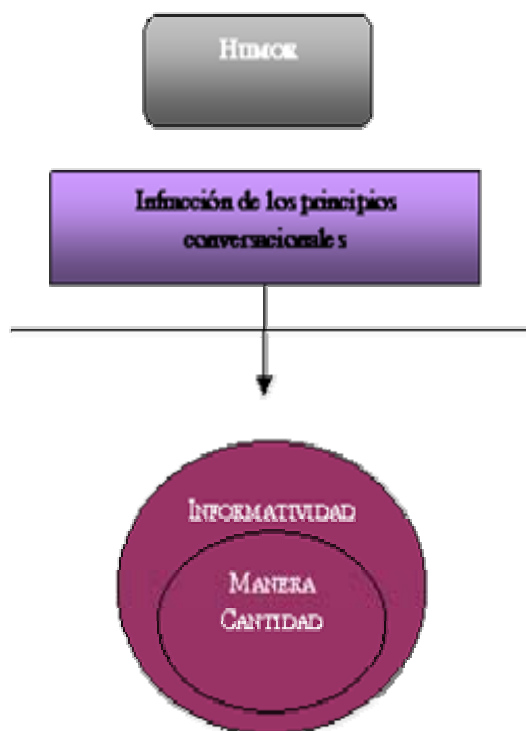 HUMOR
Infracción de los principios
conversacionales
INFORMATIVIDAD
MANERA
CANTIDAD